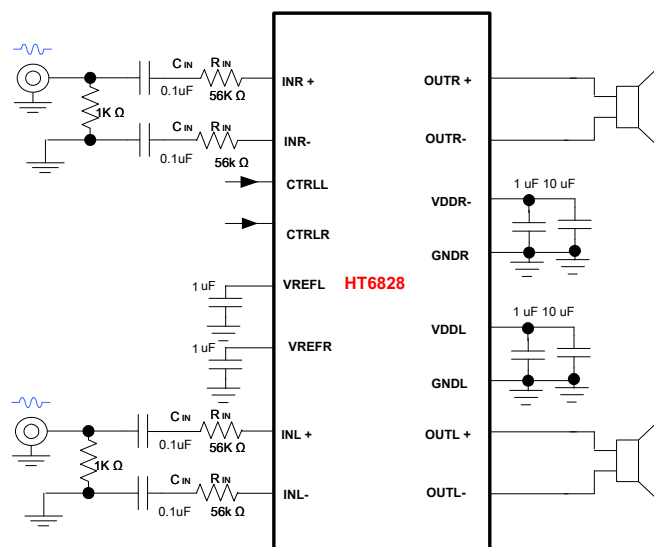 C IN R IN
0.1uF 56K Ω
1K Ω
C IN R IN
0.1uF 56k Ω
INR +
INR-
CTRLL
CTRLR
1 uF VREFL
1 uF VREFR
C IN R IN
0.1uF 56K Ω
1K Ω
C IN R IN
0.1uF 56k Ω
INL +
INL-
HT6828
OUTR +
OUTR-
1 uF 10 uF
VDDR-
GNDR
1 uF 10 uF
VDDL
GNDL
OUTL +
OUTL-